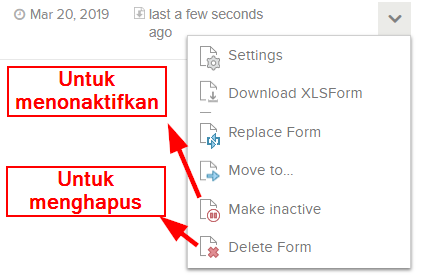 Mar 20, 2019
last a few seconds
ago
Settings
Download XLSForm
Replace Form
Move to...
Make inactive
Delete Form
Untuk
menonaktifkan
Untuk
menghapus